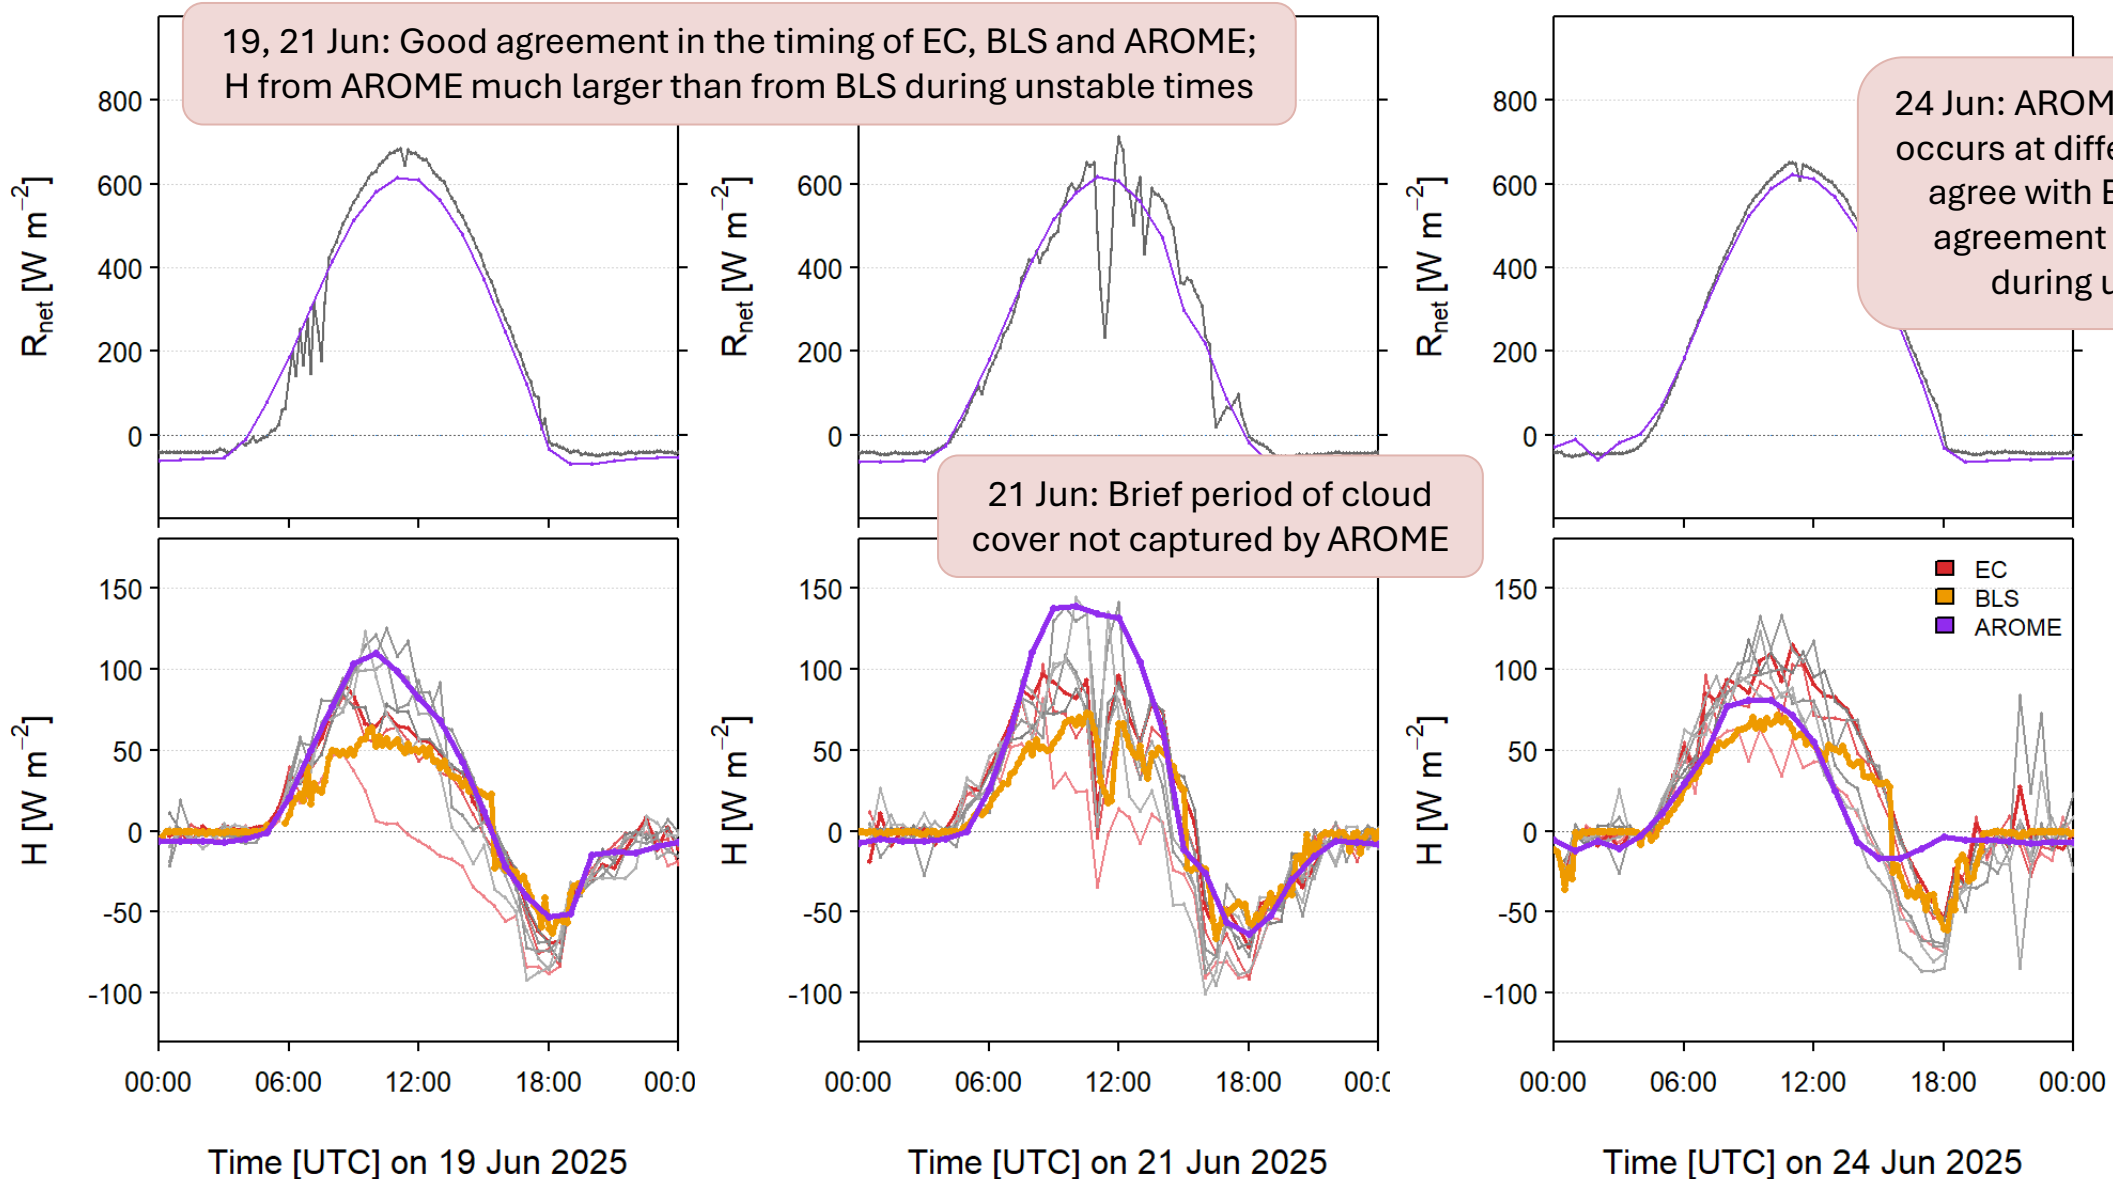 19, 21 Jun: Good agreement in the timing of EC, BLS and AROME;
H from AROME much larger than from BLS during unstable times
24 Jun: AROM
occurs at diffe
agree with
agreement
during
21 Jun: Brief period of cloud
cover not captured by AROME
Rnet [W m−2]
800
600
400
200
0
Rnet [W m−2]
800
600
400
200
0
Rnet [W m−2]
800
600
400
200
0
H [W m−2]
150
100
50
0
-50
-100
00:00 06:00 12:00 18:00 00:0
Time [UTC] on 19 Jun 2025
H [W m−2]
150
100
50
0
-50
-100
00:00 06:00 12:00 18:00 00:0
Time [UTC] on 21 Jun 2025
H [W m−2]
150
100
50
0
-50
-100
EC
BLS
AROME
00:00 06:00 12:00 18:00 00:00
Time [UTC] on 24 Jun 2025